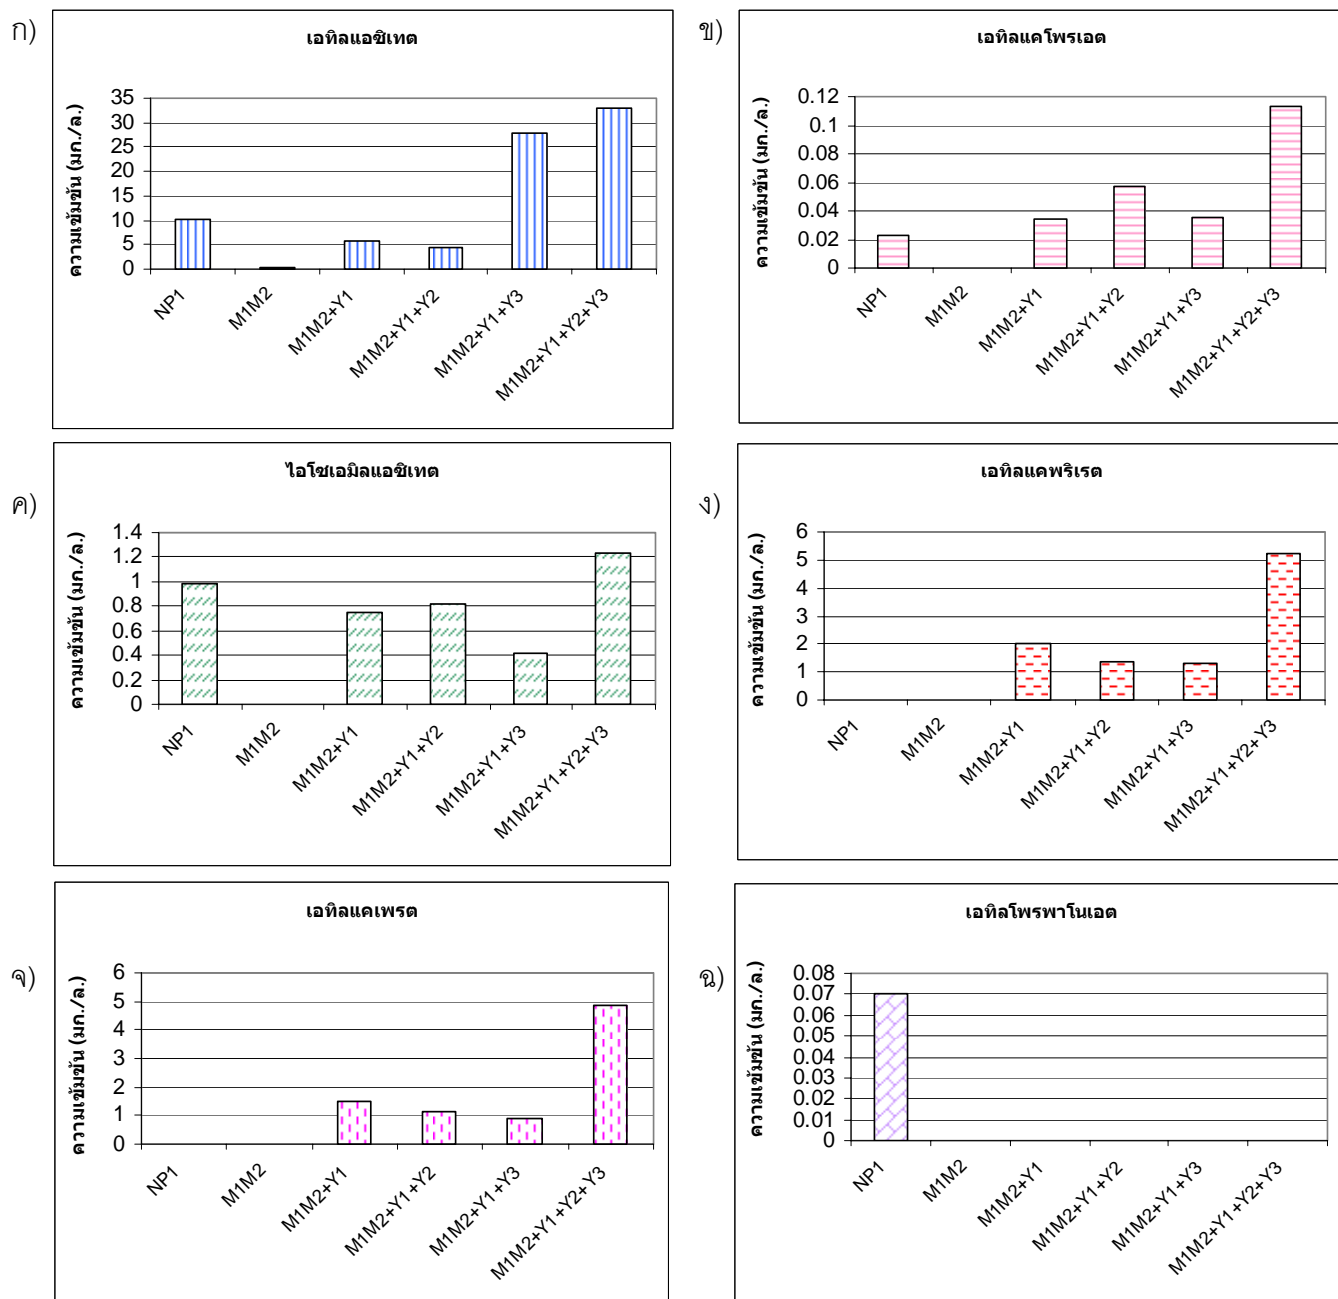 ก)
เอทิลแอซิเทต
ความเข้มข้น (มก./ล.)
35
30
25
20
15
10
5
0
NP1
M1M2
M1M2+Y1
M1M2+Y1+Y2
M1M2+Y1+Y3
M1M2+Y1+Y2+Y3
ข)
เอทิลแคโพรเอต
ความเข้มข้น (มก./ล.)
0.12
0.1
0.08
0.06
0.04
0.02
0
NP1
M1M2
M1M2+Y1
M1M2+Y1+Y2
M1M2+Y1+Y3
M1M2+Y1+Y2+Y3
ค)
ไอโซเอมิลแอซิเทต
ความเข้มข้น (มก./ล.)
1.4
1.2
1
0.8
0.6
0.4
0.2
0
NP1
M1M2
M1M2+Y1
M1M2+Y1+Y2
M1M2+Y1+Y3
M1M2+Y1+Y2+Y3
ง)
เอทิลแคพริเรต
ความเข้มข้น (มก./ล.)
6
5
4
3
2
1
0
NP1
M1M2
M1M2+Y1
M1M2+Y1+Y2
M1M2+Y1+Y3
M1M2+Y1+Y2+Y3
จ)
เอทิลแคเพรต
ความเข้มข้น (มก./ล.)
6
5
4
3
2
1
0
NP1
M1M2
M1M2+Y1
M1M2+Y1+Y2
M1M2+Y1+Y3
M1M2+Y1+Y2+Y3
ฉ)
เอทิลโพรพาโนเอต
ความเข้มข้น (มก./ล.)
0.08
0.07
0.06
0.05
0.04
0.03
0.02
0.01
0
NP1
M1M2
M1M2+Y1
M1M2+Y1+Y2
M1M2+Y1+Y3
M1M2+Y1+Y2+Y3